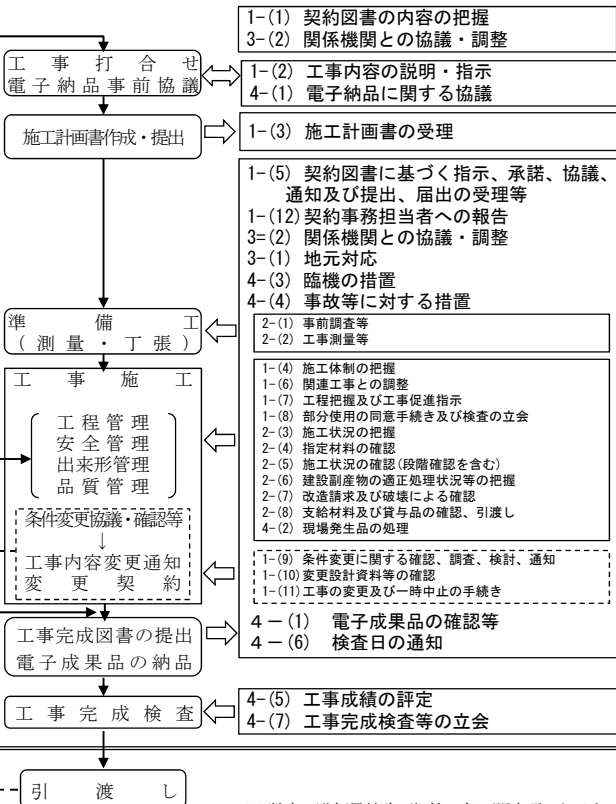 1-(1) 契約図書の内容の把握
3-(2) 関係機関との協議・調整
工事打合せ
電子納品事前協議
1-(2) 工事内容の説明・指示
4-(1) 電子納品に関する協議
施工計画書作成・提出
1-(3) 施工計画書の受理
1-(5) 契約図書に基づく指示、承諾、協議、
通知及び提出、届出の受理等
1-(12)契約事務担当者への報告
3=(2) 関係機関との協議・調整
3-(1) 地元対応
4-(3) 臨機の措置
4-(4) 事故等に対する措置
準備工
(測量・丁張)
2-(1) 事前調査等
2-(2) 工事測量等
工事施工
工程管理
安全管理
出来形管理
品質管理
1-(4) 施工体制の把握
1-(6) 関連工事との調整
1-(7) 工程把握及び工事促進指示
1-(8) 部分使用の同意手続き及び検査の立会
2-(3) 施工状況の把握
2-(4) 指定材料の確認
2-(5) 施工状況の確認(段階確認を含む)
2-(6) 建設副産物の適正処理状況等の把握
2-(7) 改造請求及び破壊による確認
2-(8) 支給材料及び貸与品の確認、引渡し
4-(2) 現場発生品の処理
条件変更協議・確認等
↓
工事内容変更通知
変更契約
1-(9) 条件変更に関する確認、調査、検討、通知
1-(10)変更設計資料等の確認
1-(11)工事の変更及び一時中止の手続き
工事完成図書の提出
電子成果品の納品
4-(1) 電子成果品の確認等
4-(6) 検査日の通知
工事完成検査
4-(5) 工事成績の評定
4-(7) 工事完成検査等の立会
引渡し